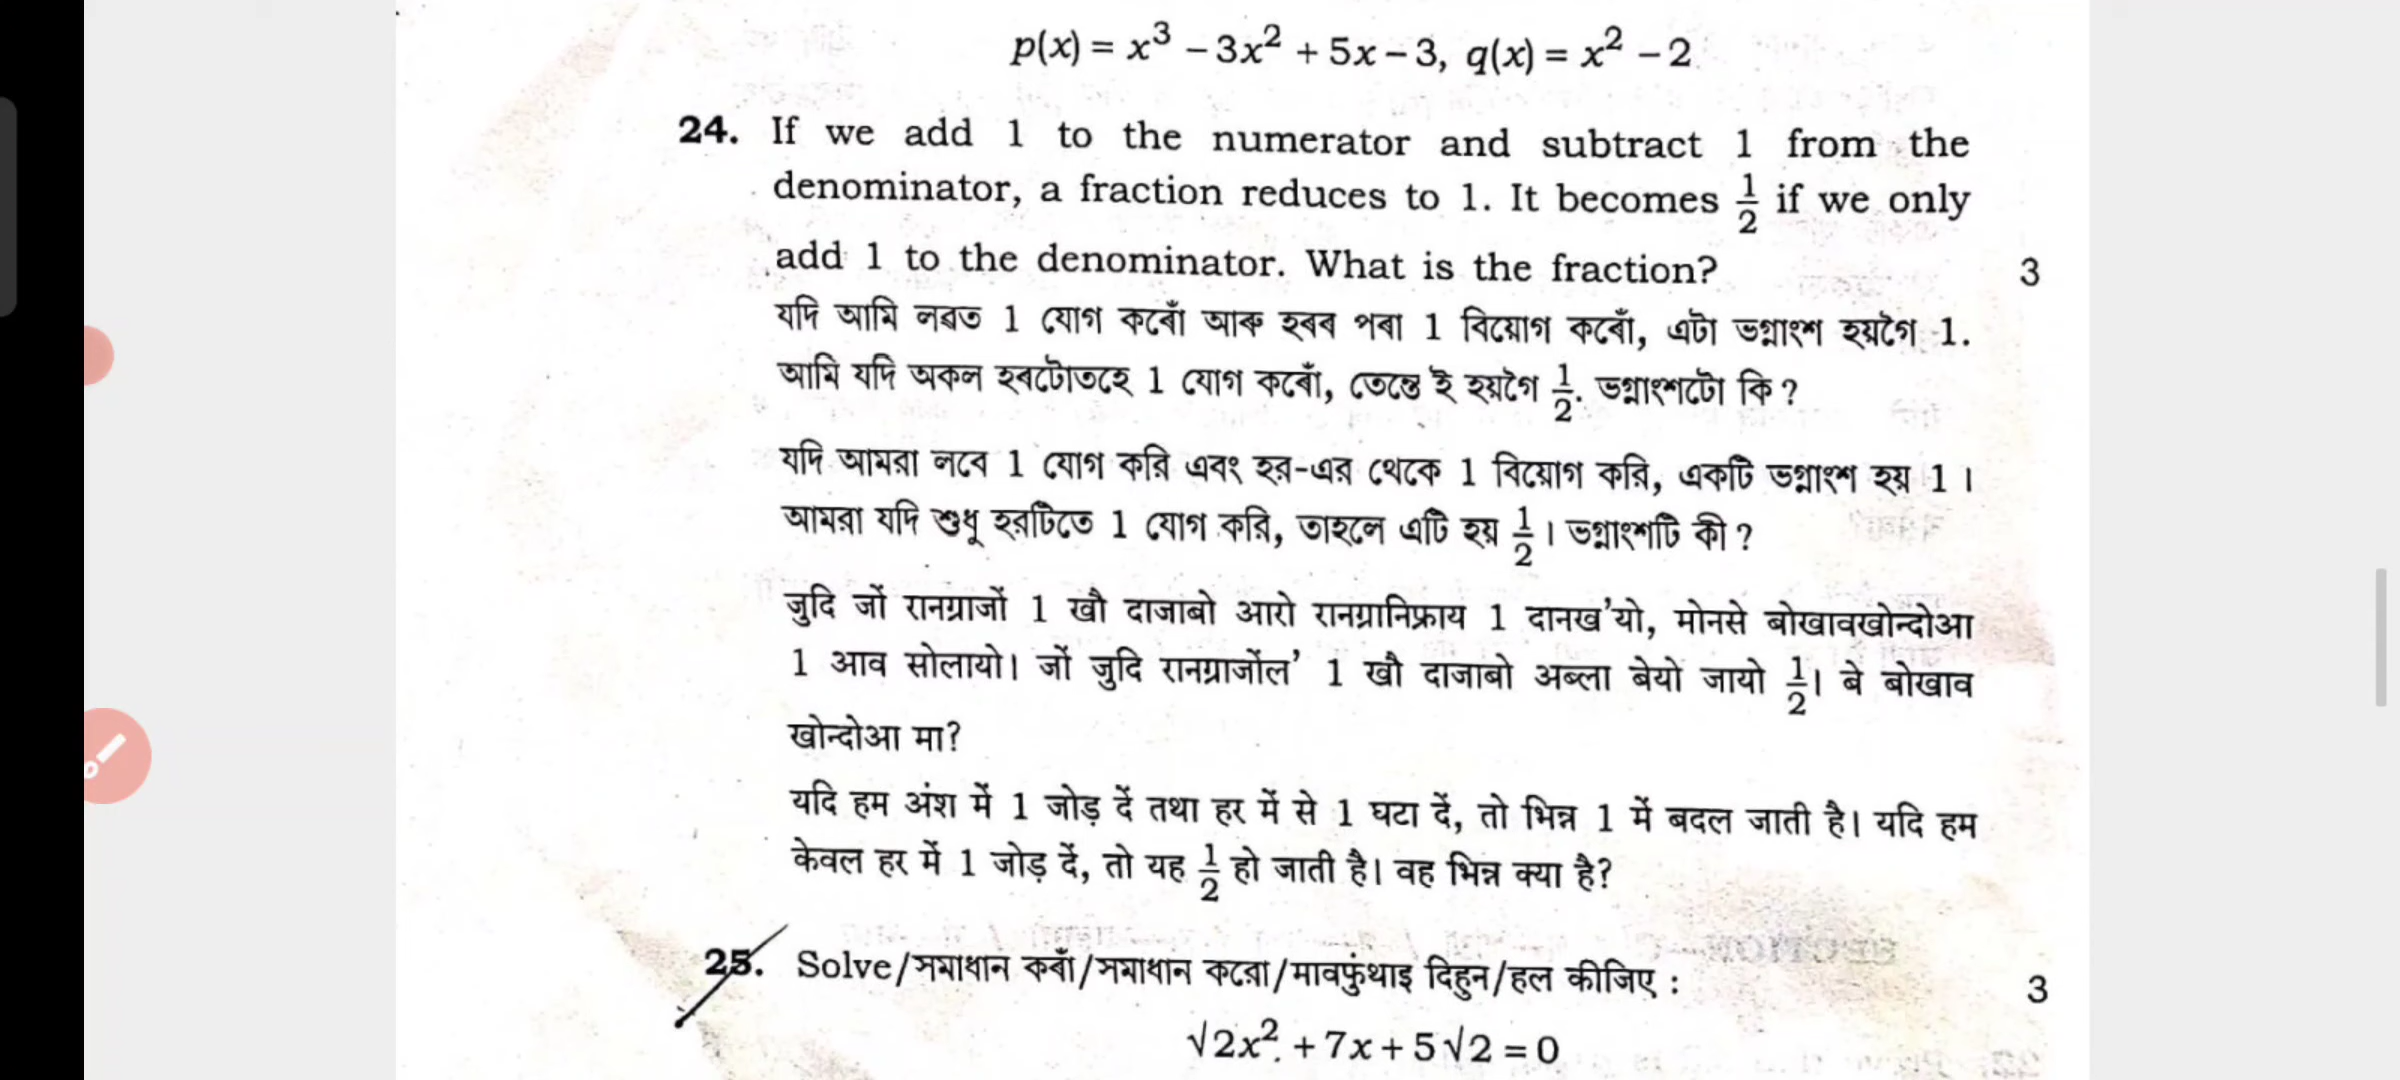 p(x) = x³ – 3x² + 5x – 3, q(x) = x² – 2
24. If we add 1 to the numerator and subtract 1 from the
denominator, a fraction reduces to 1. It becomes 1/2 if we only
add 1 to the denominator. What is the fraction? 3
যদি আমি লৱত 1 যোগ কৰোঁ আৰু হৰৰ পৰা 1 বিয়োগ কৰোঁ, এটা ভগ্নাংশ হয়গৈ 1.
আমি যদি অকল হৰটোতহে 1 যোগ কৰোঁ, তেন্তে ই হয়গৈ 1/2. ভগ্নাংশটো কি?
যদি আমরা লবে 1 যোগ করি এবং হর-এর থেকে 1 বিয়োগ করি, একটি ভগ্নাংশ হয় 1।
আমরা যদি শুধু হরটিতে 1 যোগ করি, তাহলে এটি হয় 1/2। ভগ্নাংশটি কী?
जुदि जों रानग्राजों 1 खौ दाजाबो आरो रानग्रानिफ्राय 1 दानख’यो, मोनसे बोखावखोन्दोआ
1 आव सोलायो। जों जुदि रानग्राजोंल’ 1 खौ दाजाबो अब्ला बेयो जायो 1/2। बे बोखाव
खोन्दोआ मा?
यदि हम अंश में 1 जोड़ दें तथा हर में से 1 घटा दें, तो भिन्न 1 में बदल जाती है। यदि हम
केवल हर में 1 जोड़ दें, तो यह 1/2 हो जाती है। वह भिन्न क्या है?
25. Solve/সমাধান কৰাঁ/সমাধান করো/मावफुंथाइ दिहुन/हल कीजिए : 3
√2x² + 7x + 5√2 = 0